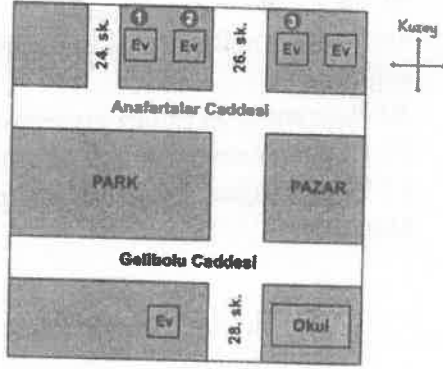 1 2 3
Kuzey
24. sk.
Ev
Ev
26. sk.
Ev
Ev
Anafartalar Caddesi
PARK
PAZAR
Gelibolu Caddesi
Ev
28. sk.
Okul